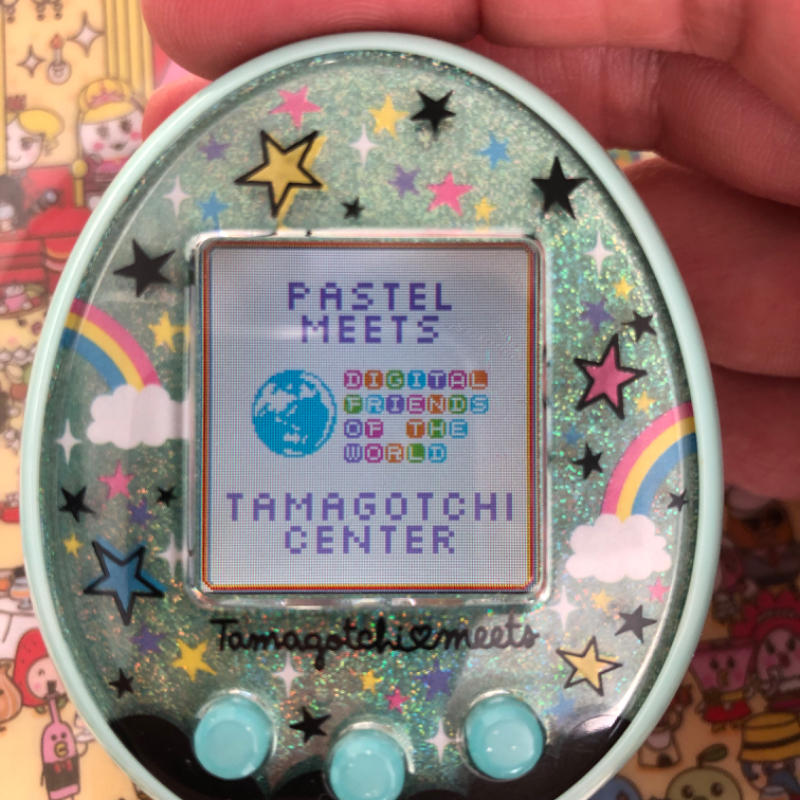 PASTEL
MEETS
DIGITAL
FRIENDS
OF THE
WORLD
TAMAGOTCHI
CENTER
Tamagotchi♥meets